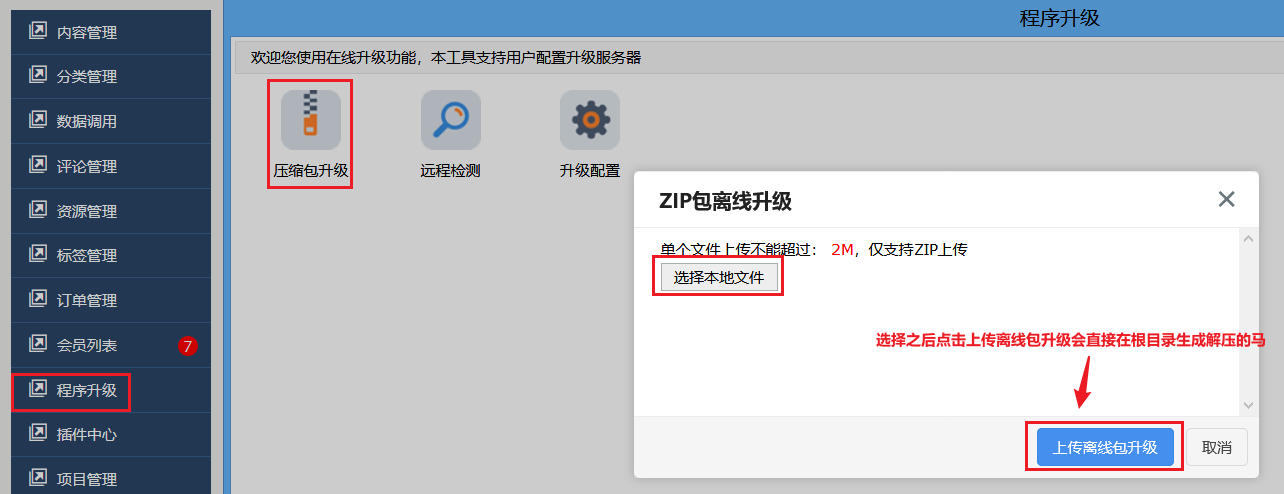 程序升级
内容管理
分类管理
数据调用
评论管理
资源管理
标签管理
订单管理
会员列表 7
程序升级
插件中心
项目管理
欢迎您使用在线升级功能，本工具支持用户配置升级服务器
压缩包升级
远程检测
升级配置
ZIP包离线升级
单个文件上传不能超过： 2M，仅支持ZIP上传
选择本地文件
选择之后点击上传离线包升级会直接在根目录生成解压的马
上传离线包升级
取消